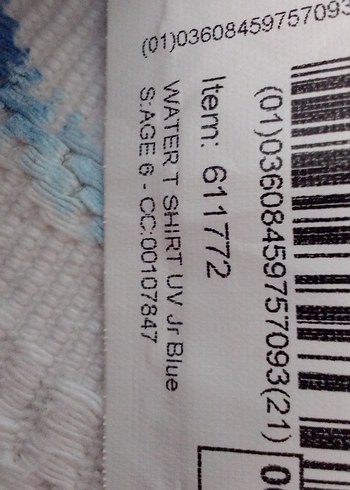 (01)03608459757093
(01)03608459757093(21)
Item: 611772
WATER T SHIRT UV Jr Blue
S:AGE 6 - CC:00107847